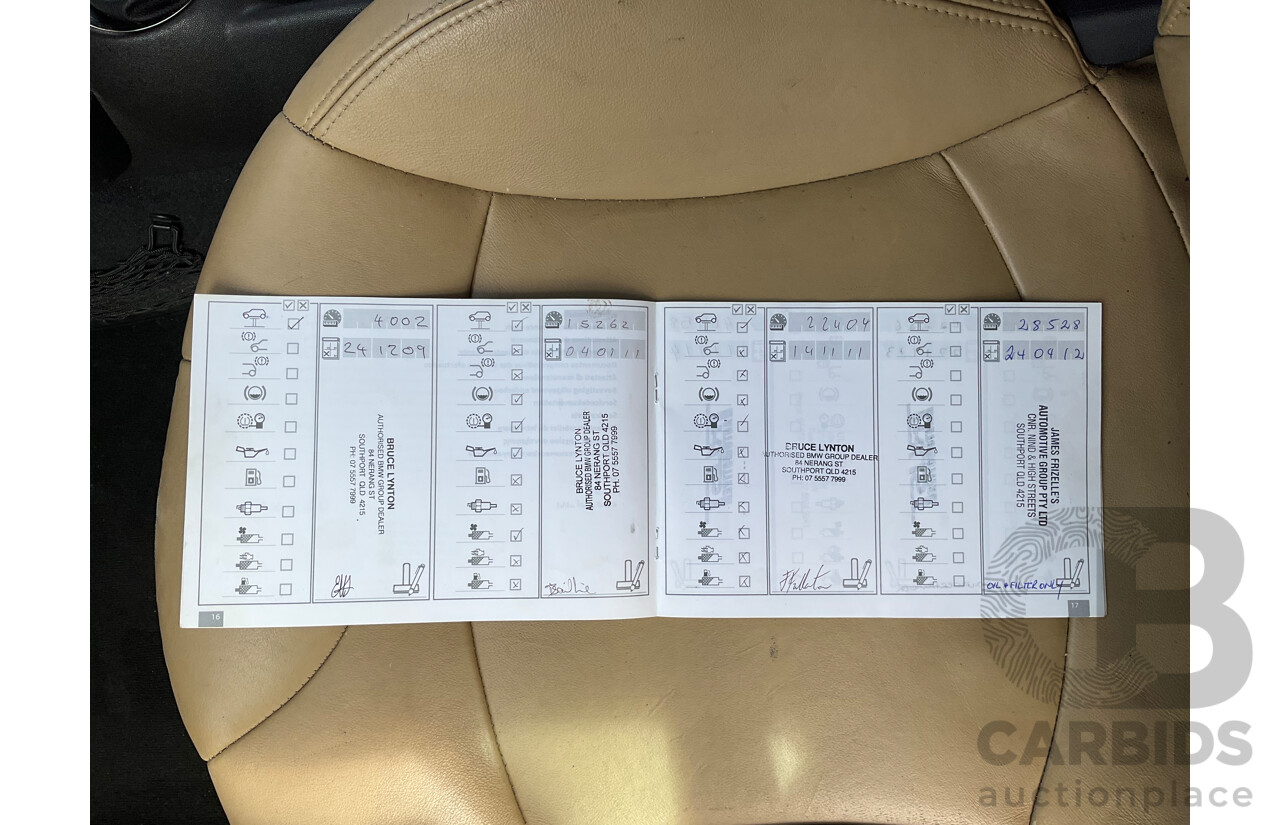 4002
241209
BRUCE LYNTON
AUTHORISED BMW GROUP DEALER
84 NERANG ST
SOUTHPORT QLD 4215
PH: 07 5557 7999
16
15262
040111
BRUCE LYNTON
AUTHORISED BMW GROUP DEALER
84 NERANG ST
SOUTHPORT QLD 4215
PH: 07 5557 7999
22404
141111
BRUCE LYNTON
AUTHORISED BMW GROUP DEALER
84 NERANG ST
SOUTHPORT QLD 4215
PH: 07 5557 7999
28528
240912
JAMES FRIZELLE'S
AUTOMOTIVE GROUP PTY LTD
CNR. NIND & HIGH STREETS
SOUTHPORT QLD 4215
OIL + FILTER ONLY
17
CB
CARBIDS
auctionplace